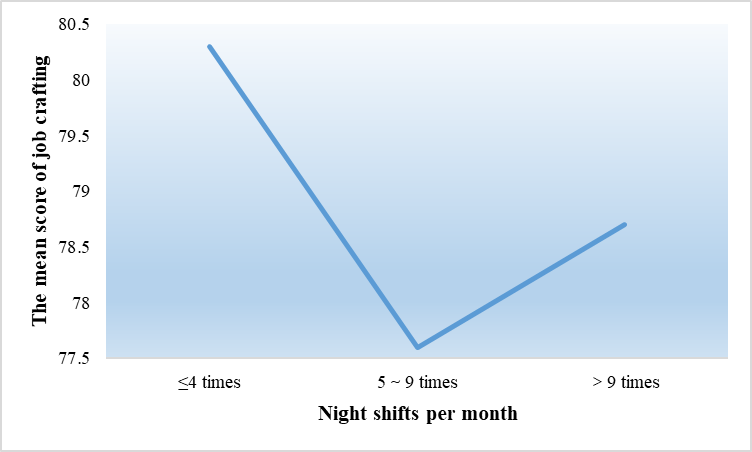 80.5
80
79.5
79
78.5
78
77.5
The mean score of job crafting
≤4 times
5 ~ 9 times
> 9 times
Night shifts per month